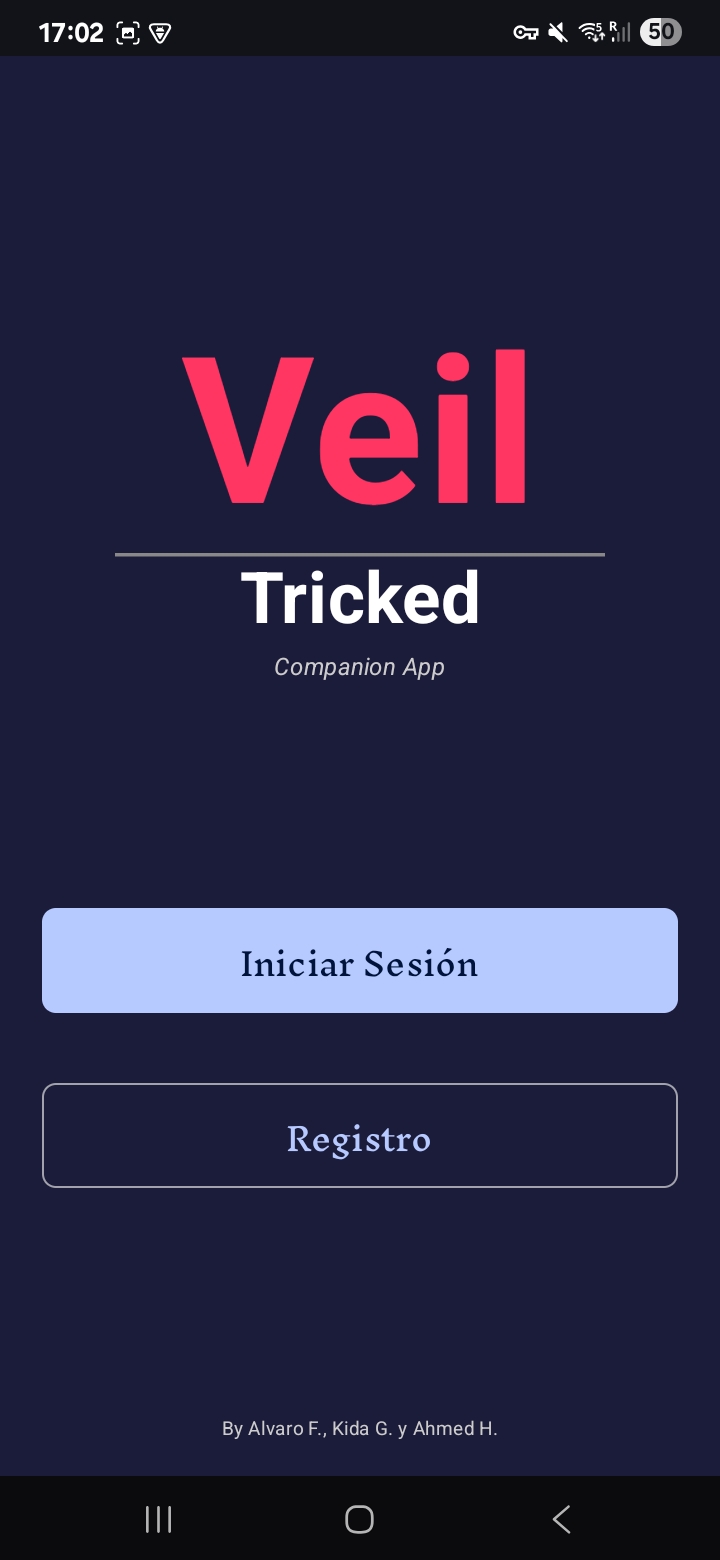 17:02
50
Veil
Tricked
Companion App
Iniciar Sesión
Registro
By Alvaro F., Kida G. y Ahmed H.